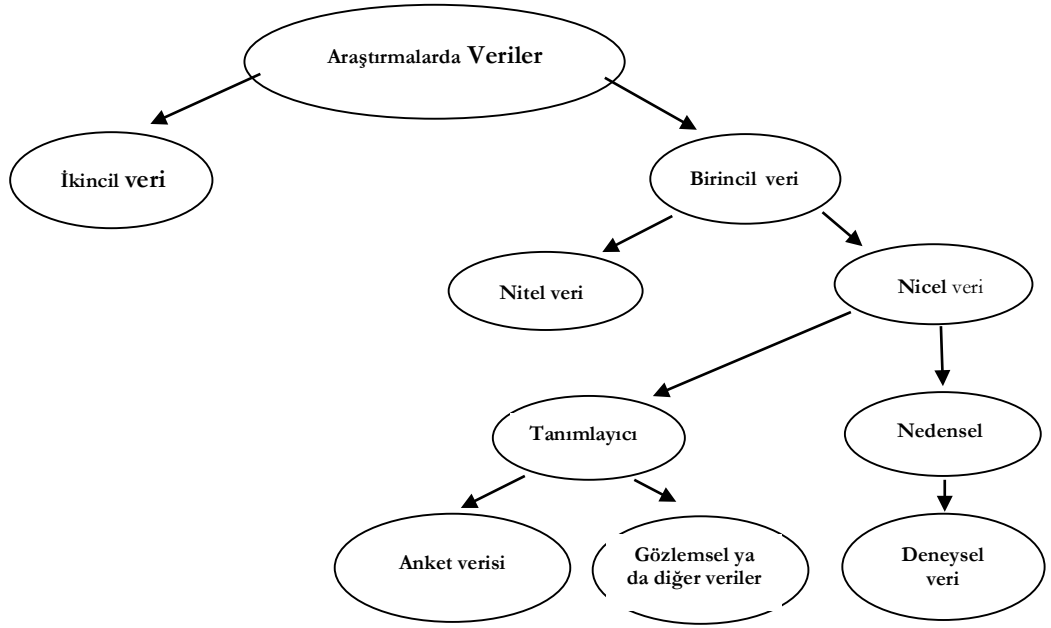 Araştırmalarda Veriler
İkincil veri
Birincil veri
Nitel veri
Nicel veri
Tanımlayıcı
Nedensel
Anket verisi
Gözlemsel ya
da diğer veriler
Deneysel
veri